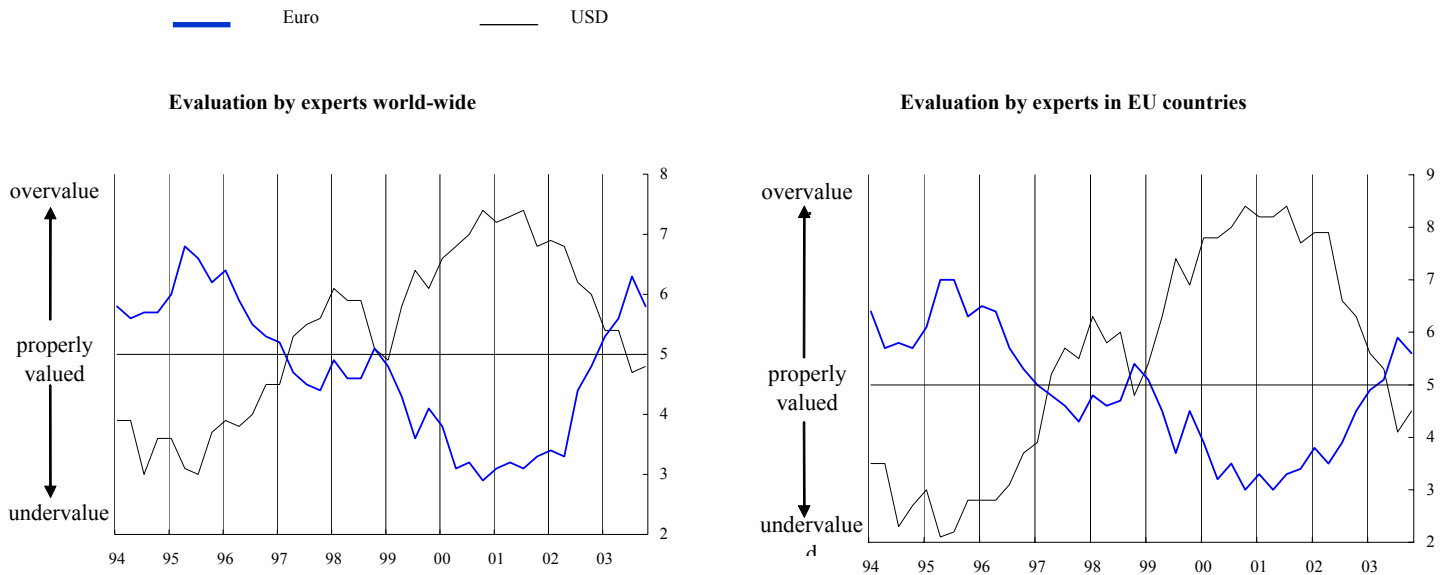 Euro
USD
Evaluation by experts world-wide
overvalue
properly
valued
undervalue
8
7
6
5
4
3
2
94 95 96 97 98 99 00 01 02 03
Evaluation by experts in EU countries
overvalue
properly
valued
undervalue
d
9
8
7
6
5
4
3
2
94 95 96 97 98 99 00 01 02 03